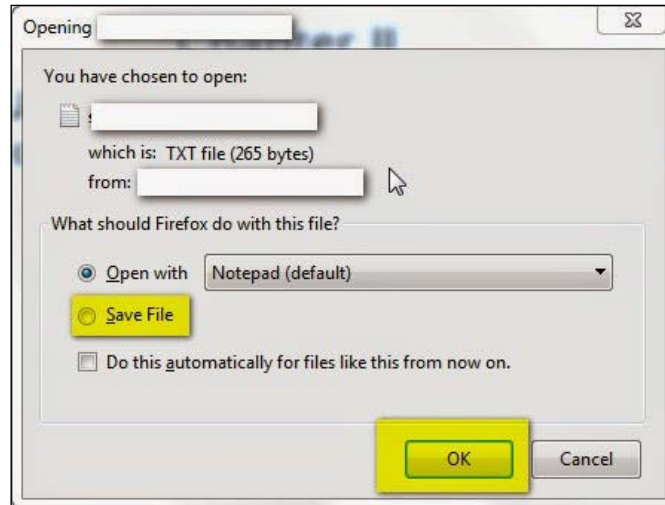 Opening
You have chosen to open:
which is: TXT file (265 bytes)
from:
What should Firefox do with this file?
Open with Notepad (default)
Save File
Do this automatically for files like this from now on.
OK Cancel